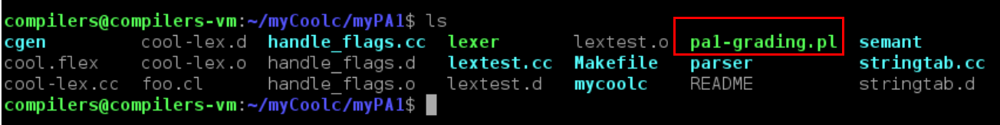 compilers@compilers-vm:~/myCoolc/myPA1$ ls
cgen cool-lex.d handle_flags.cc lexer lextest.o pa1-grading.pl semant
cool.flex cool-lex.o handle_flags.d lextest.cc Makefile parser stringtab.cc
cool-lex.cc foo.cl handle_flags.o lextest.d mycoolc README stringtab.d
compilers@compilers-vm:~/myCoolc/myPA1$